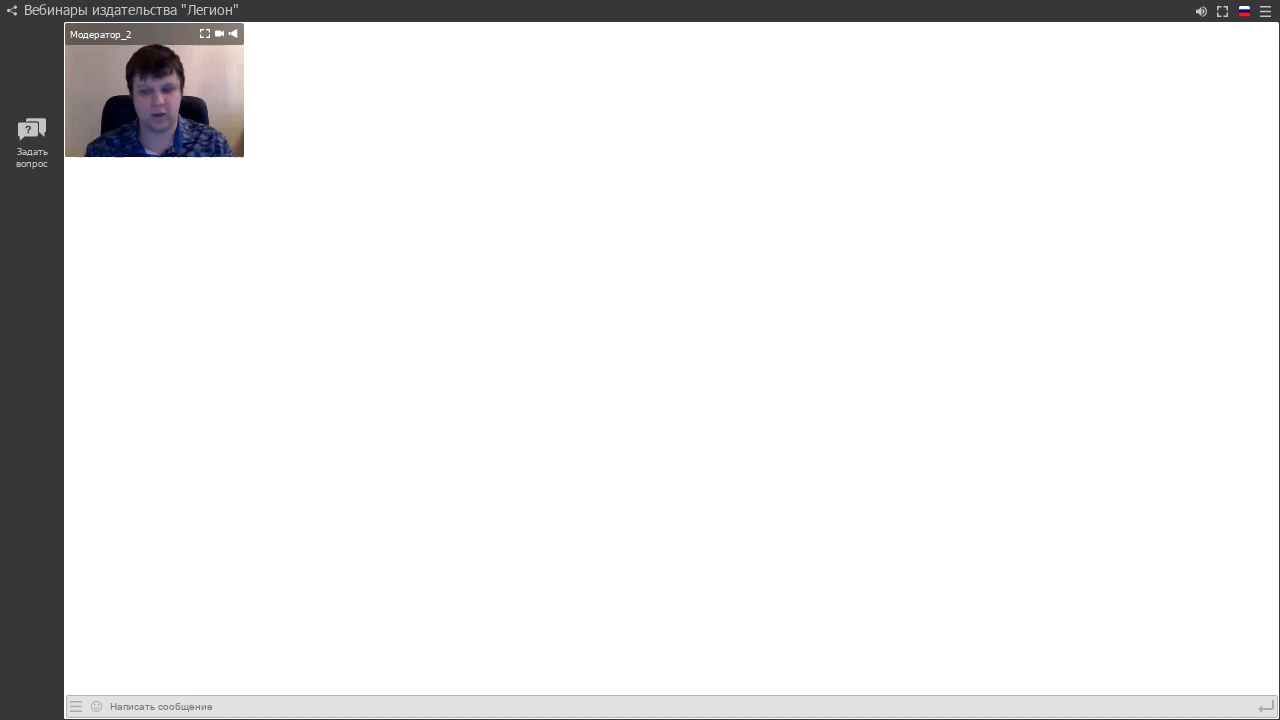 Вебинары издательства "Легион"
Модератор_2
Задать
вопрос
Написать сообщение